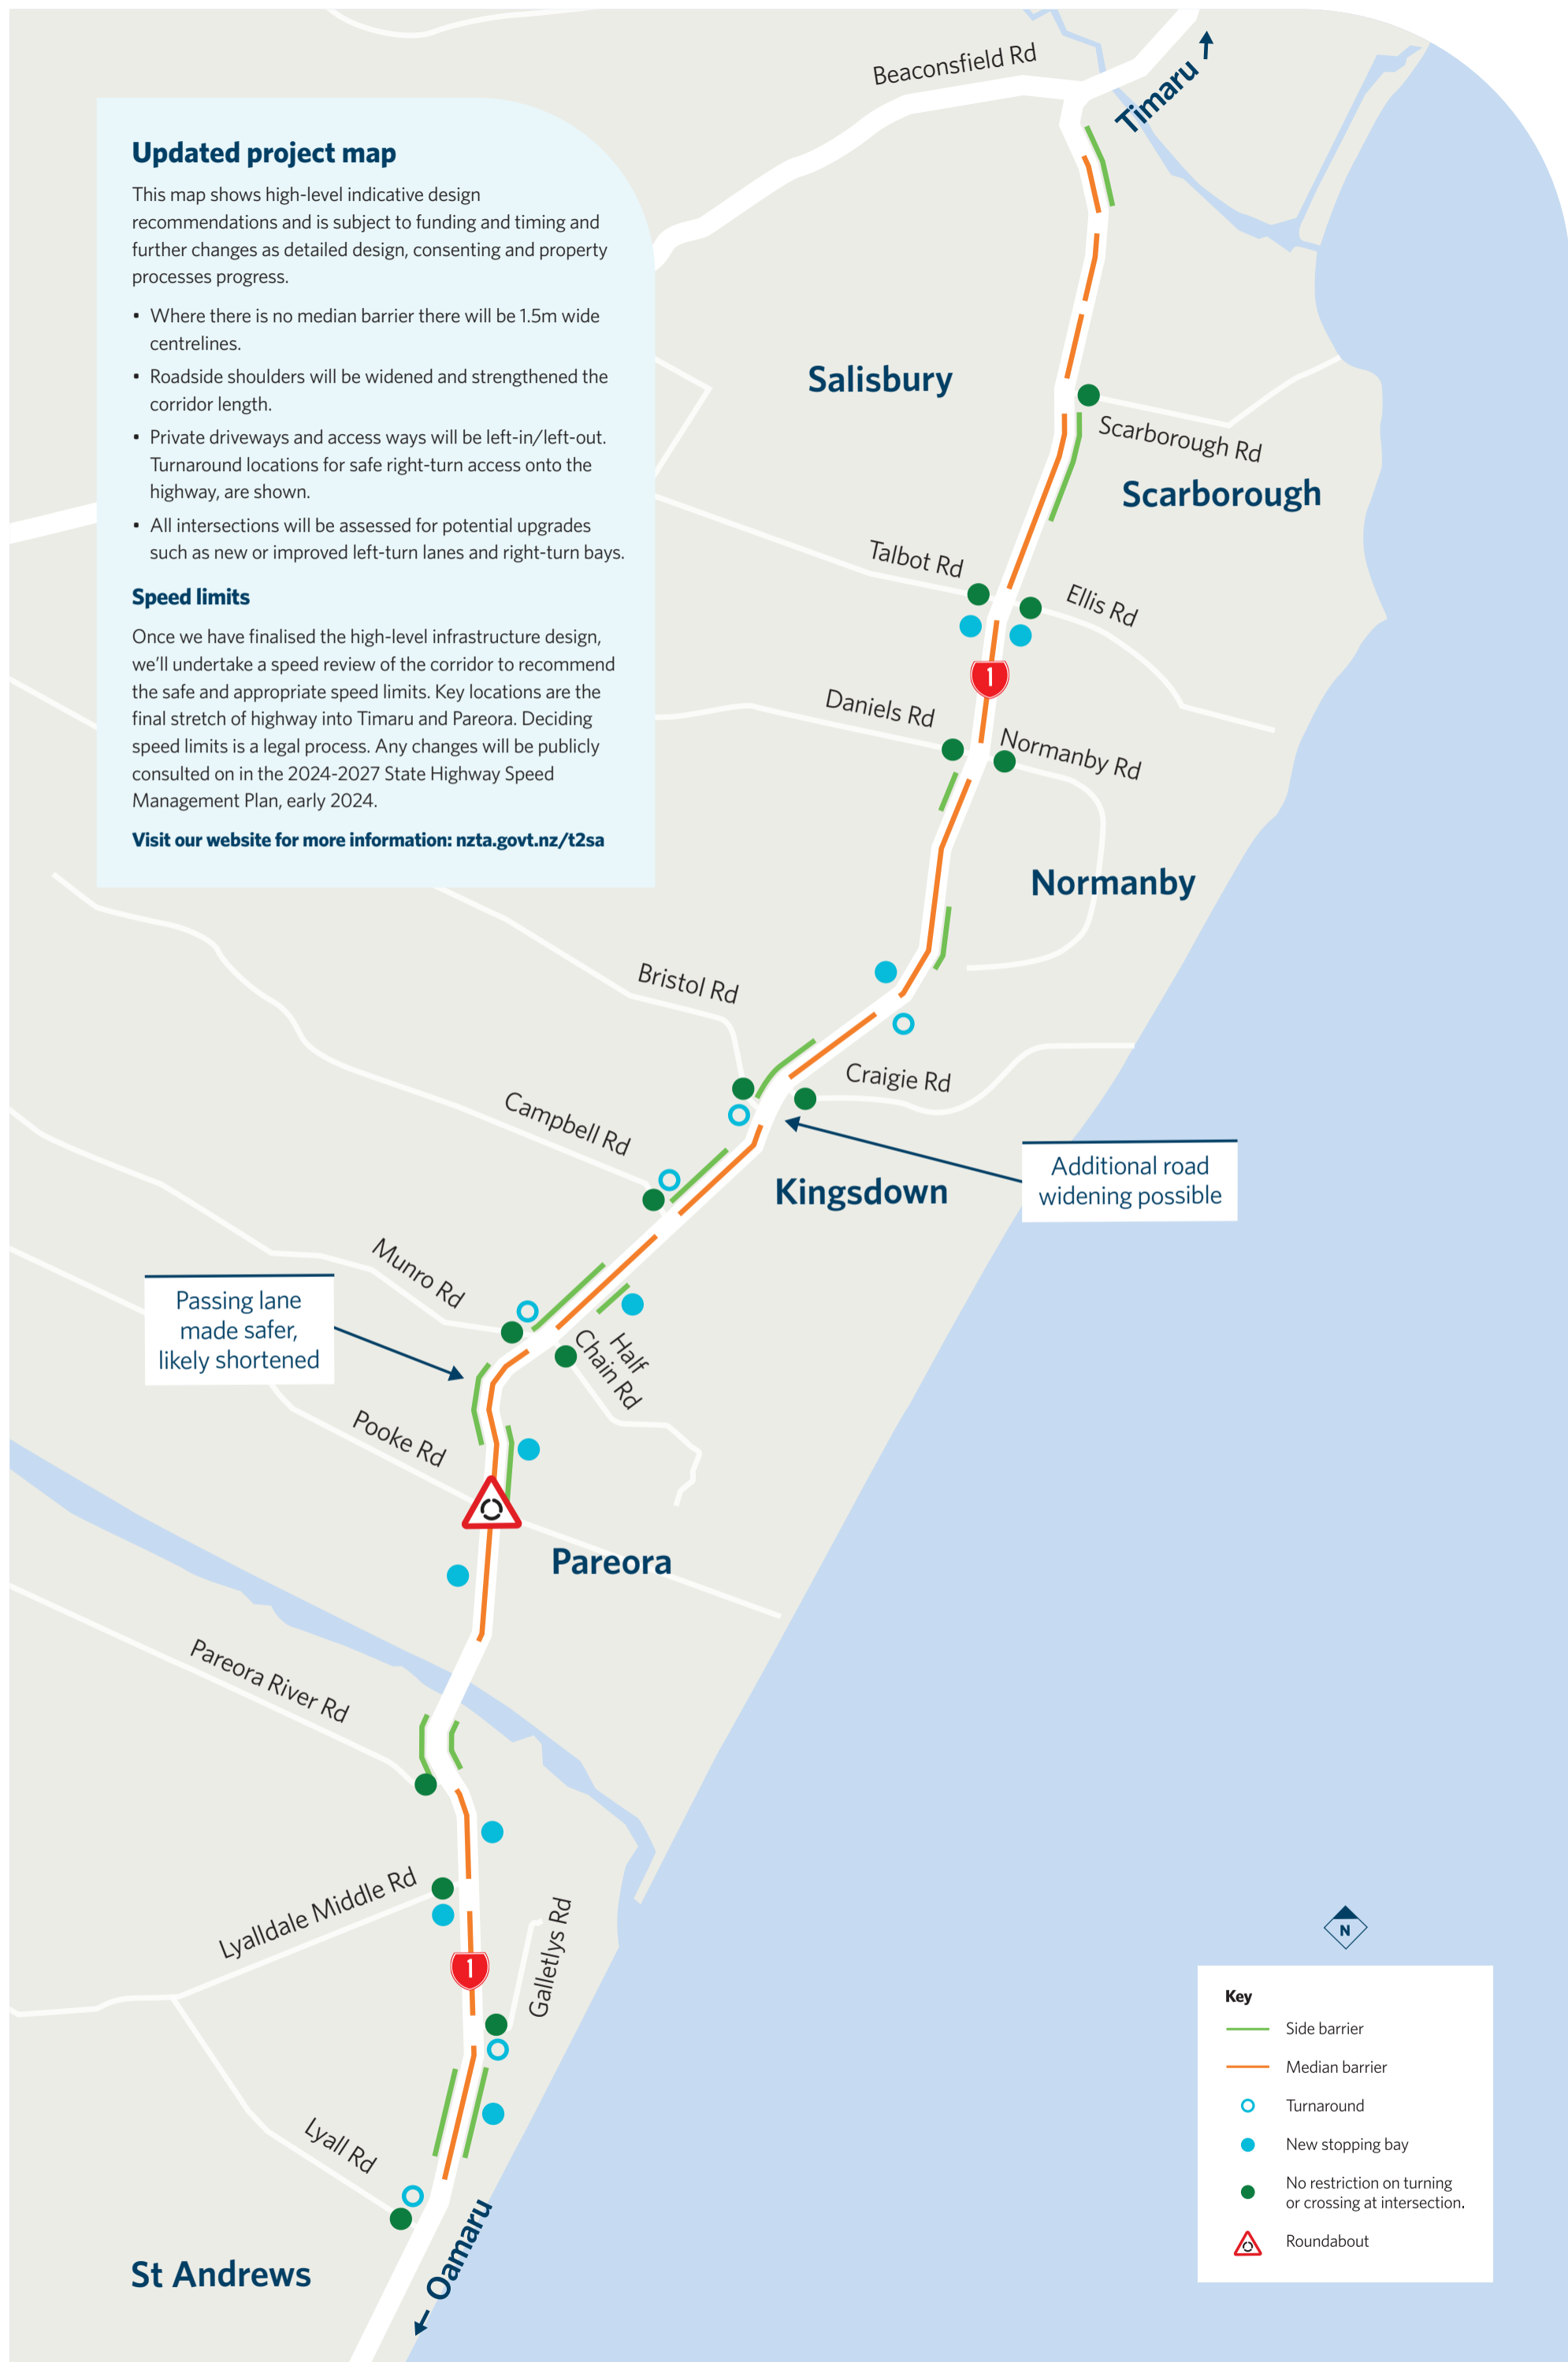 Beaconsfield Rd
Timaru
Updated project map
This map shows high-level indicative design
recommendations and is subject to funding and timing and
further changes as detailed design, consenting and property
processes progress.
• Where there is no median barrier there will be 1.5m wide
centrelines.
• Roadside shoulders will be widened and strengthened the
corridor length.
• Private driveways and access ways will be left-in/left-out.
Turnaround locations for safe right-turn access onto the
highway, are shown.
• All intersections will be assessed for potential upgrades
such as new or improved left-turn lanes and right-turn bays.
Speed limits
Once we have finalised the high-level infrastructure design,
we'll undertake a speed review of the corridor to recommend
the safe and appropriate speed limits. Key locations are the
final stretch of highway into Timaru and Pareora. Deciding
speed limits is a legal process. Any changes will be publicly
consulted on in the 2024-2027 State Highway Speed
Management Plan, early 2024.
Visit our website for more information: nzta.govt.nz/t2sa
Salisbury
Scarborough Rd
Scarborough
Talbot Rd
Ellis Rd
1
Daniels Rd
Normanby Rd
Normanby
Bristol Rd
Craigie Rd
Campbell Rd
Additional road
widening possible
Kingsdown
Munro Rd
Passing lane
made safer,
likely shortened
Half
Chain Rd
Pooke Rd
Pareora
Pareora River Rd
Lyalldale Middle Rd
Galletlys Rd
1
Lyall Rd
St Andrews
Oamaru
N
Key
Side barrier
Median barrier
Turnaround
New stopping bay
No restriction on turning
or crossing at intersection.
Roundabout